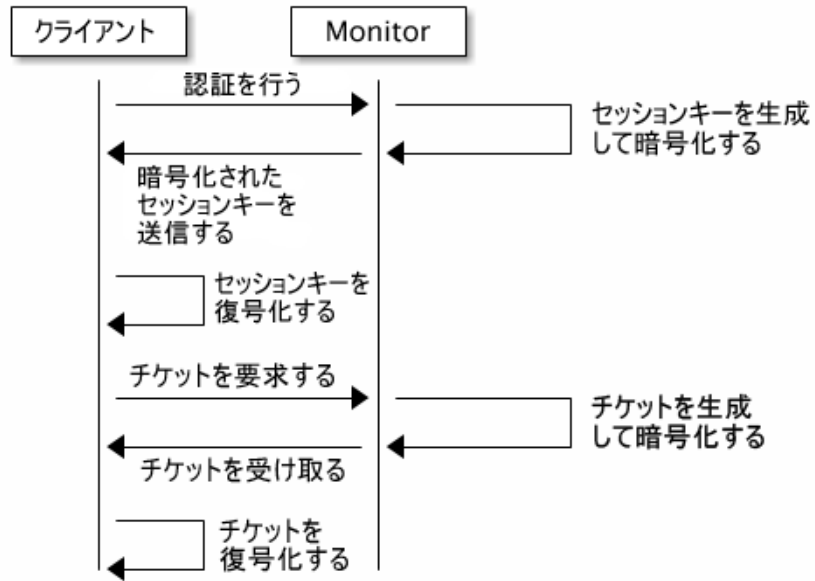 クライアント
Monitor
認証を行う
セッションキーを生成
して暗号化する
暗号化された
セッションキーを
送信する
セッションキーを
復号化する
チケットを要求する
チケットを生成
して暗号化する
チケットを受け取る
チケットを
復号化する